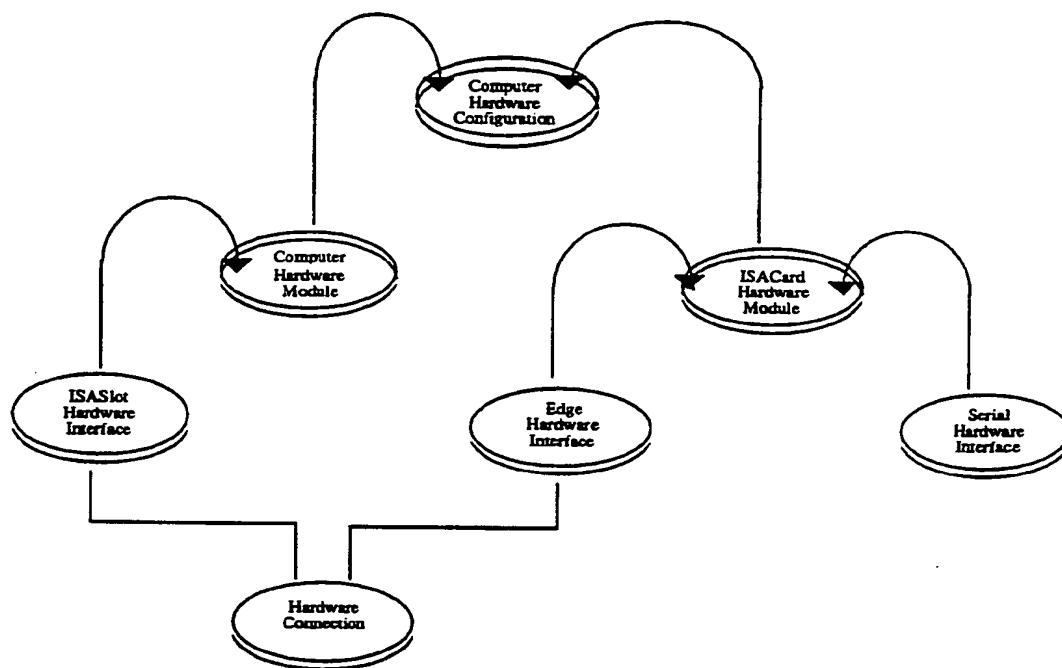 Computer
Hardware
Configuration
Computer
Hardware
Module
ISACard
Hardware
Module
ISASlot
Hardware
Interface
Edge
Hardware
Interface
Serial
Hardware
Interface
Hardware
Connection